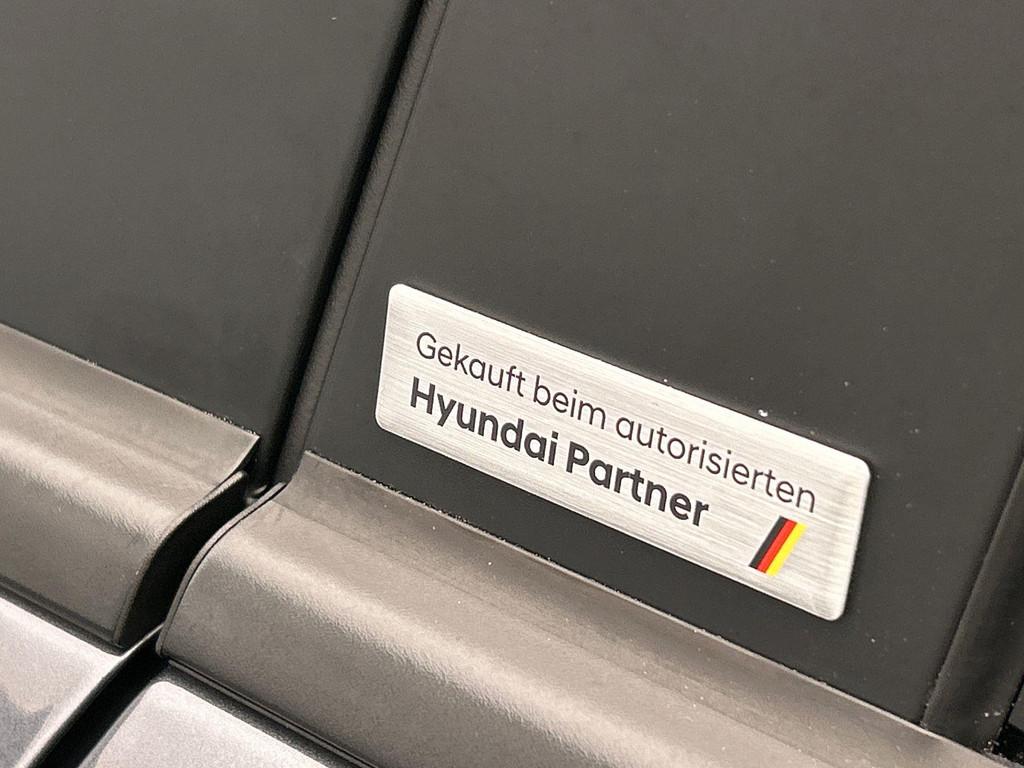 Gekauft beim autorisierten
Hyundai Partner